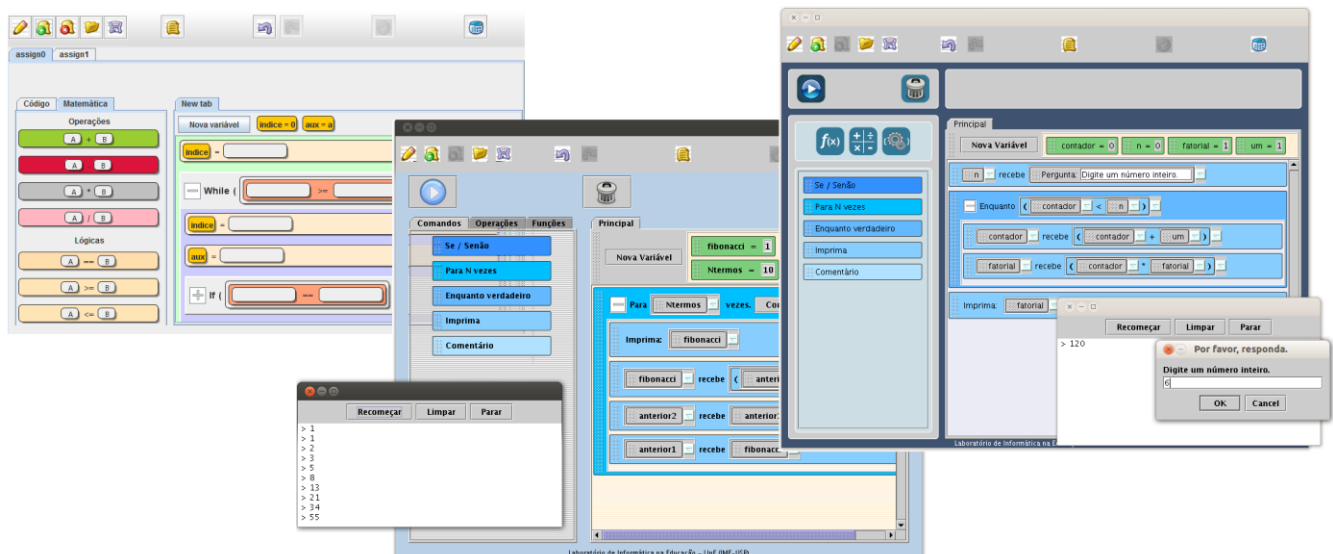 assign0 assign1
Código Matemática
Operações
A + B
A - B
A * B
A / B
Lógicas
A == B
A >= B
A <= B
New tab
Nova variável indice = 0 aux = a
indice =
While ( >=
indice =
aux =
If ( ==
Comandos Operações Funções
Se / Senão
Para N vezes
Enquanto verdadeiro
Imprima
Comentário
Principal
Nova Variável
fibonacci = 1
Ntermos = 10
Para Ntermos vezes.
Imprima: fibonacci
fibonacci recebe (
anterior2 recebe
anterior1 recebe
Laboratório de Informática na Educação - LInE (IME-USP)
Recomeçar Limpar Parar
> 1
> 1
> 2
> 3
> 5
> 8
> 13
> 21
> 34
> 55
f(x)
Se / Senão
Para N vezes
Enquanto verdadeiro
Imprima
Comentário
Principal
Nova Variável contador = 0 n = 0 fatorial = 1 um = 1
n recebe Pergunta: Digite um número inteiro.
Enquanto ( contador < n )
contador recebe ( contador + um )
fatorial recebe ( contador * fatorial )
Imprima: fatorial
Laboratório de Informática na
Recomeçar Limpar Parar
> 120
Por favor, responda.
Digite um número inteiro.
6
OK Cancel